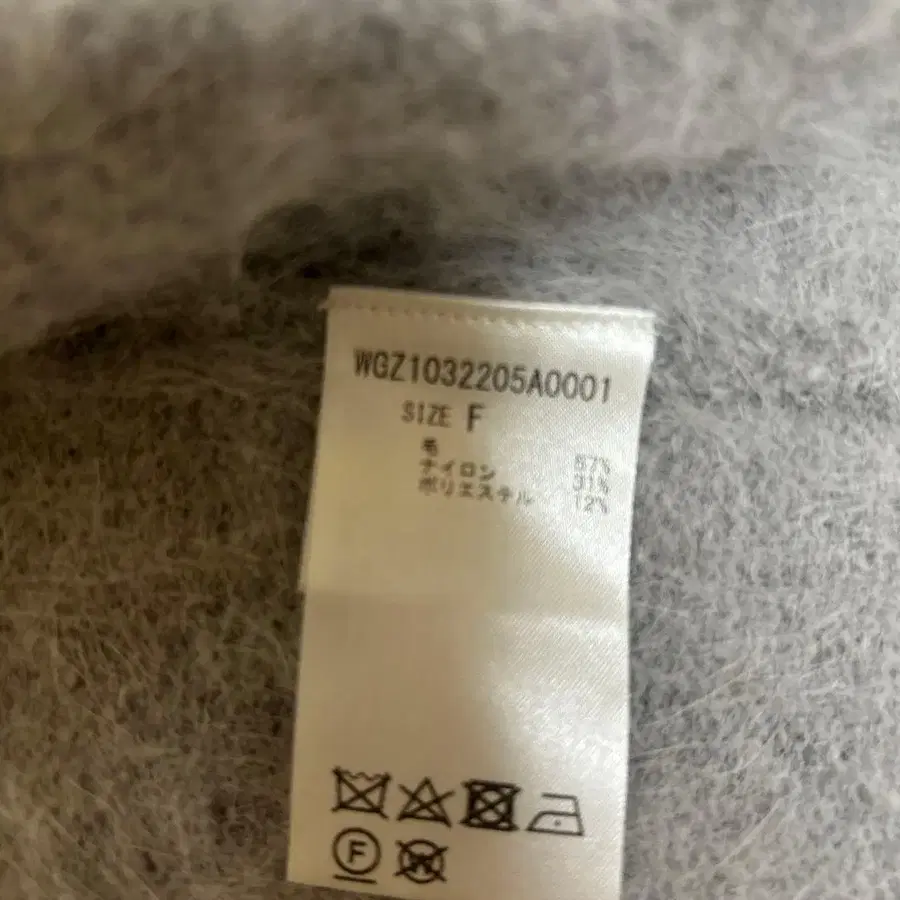 WGZ1032205A0001
SIZE F
毛 57%
ナイロン 31%
ポリエステル 12%
F
W